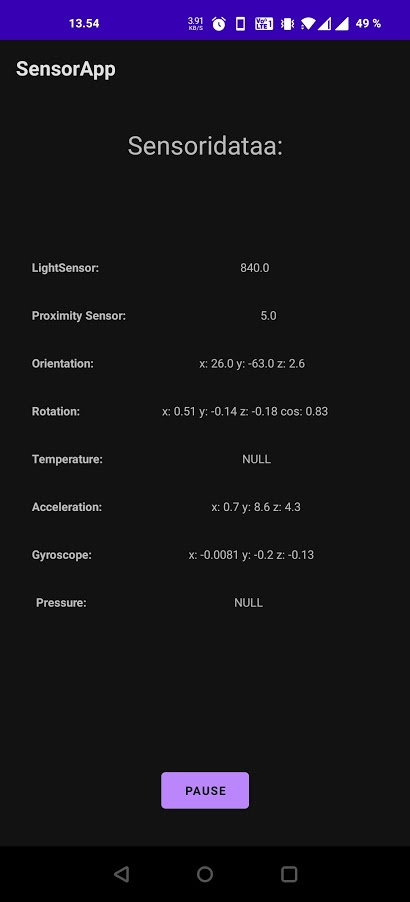 13.54 3.91 KB/S Vo) LTE1 49 %
SensorApp
Sensoridataa:
LightSensor: 840.0
Proximity Sensor: 5.0
Orientation: x: 26.0 y: -63.0 z: 2.6
Rotation: x: 0.51 y: -0.14 z: -0.18 cos: 0.83
Temperature: NULL
Acceleration: x: 0.7 y: 8.6 z: 4.3
Gyroscope: x: -0.0081 y: -0.2 z: -0.13
Pressure: NULL
PAUSE